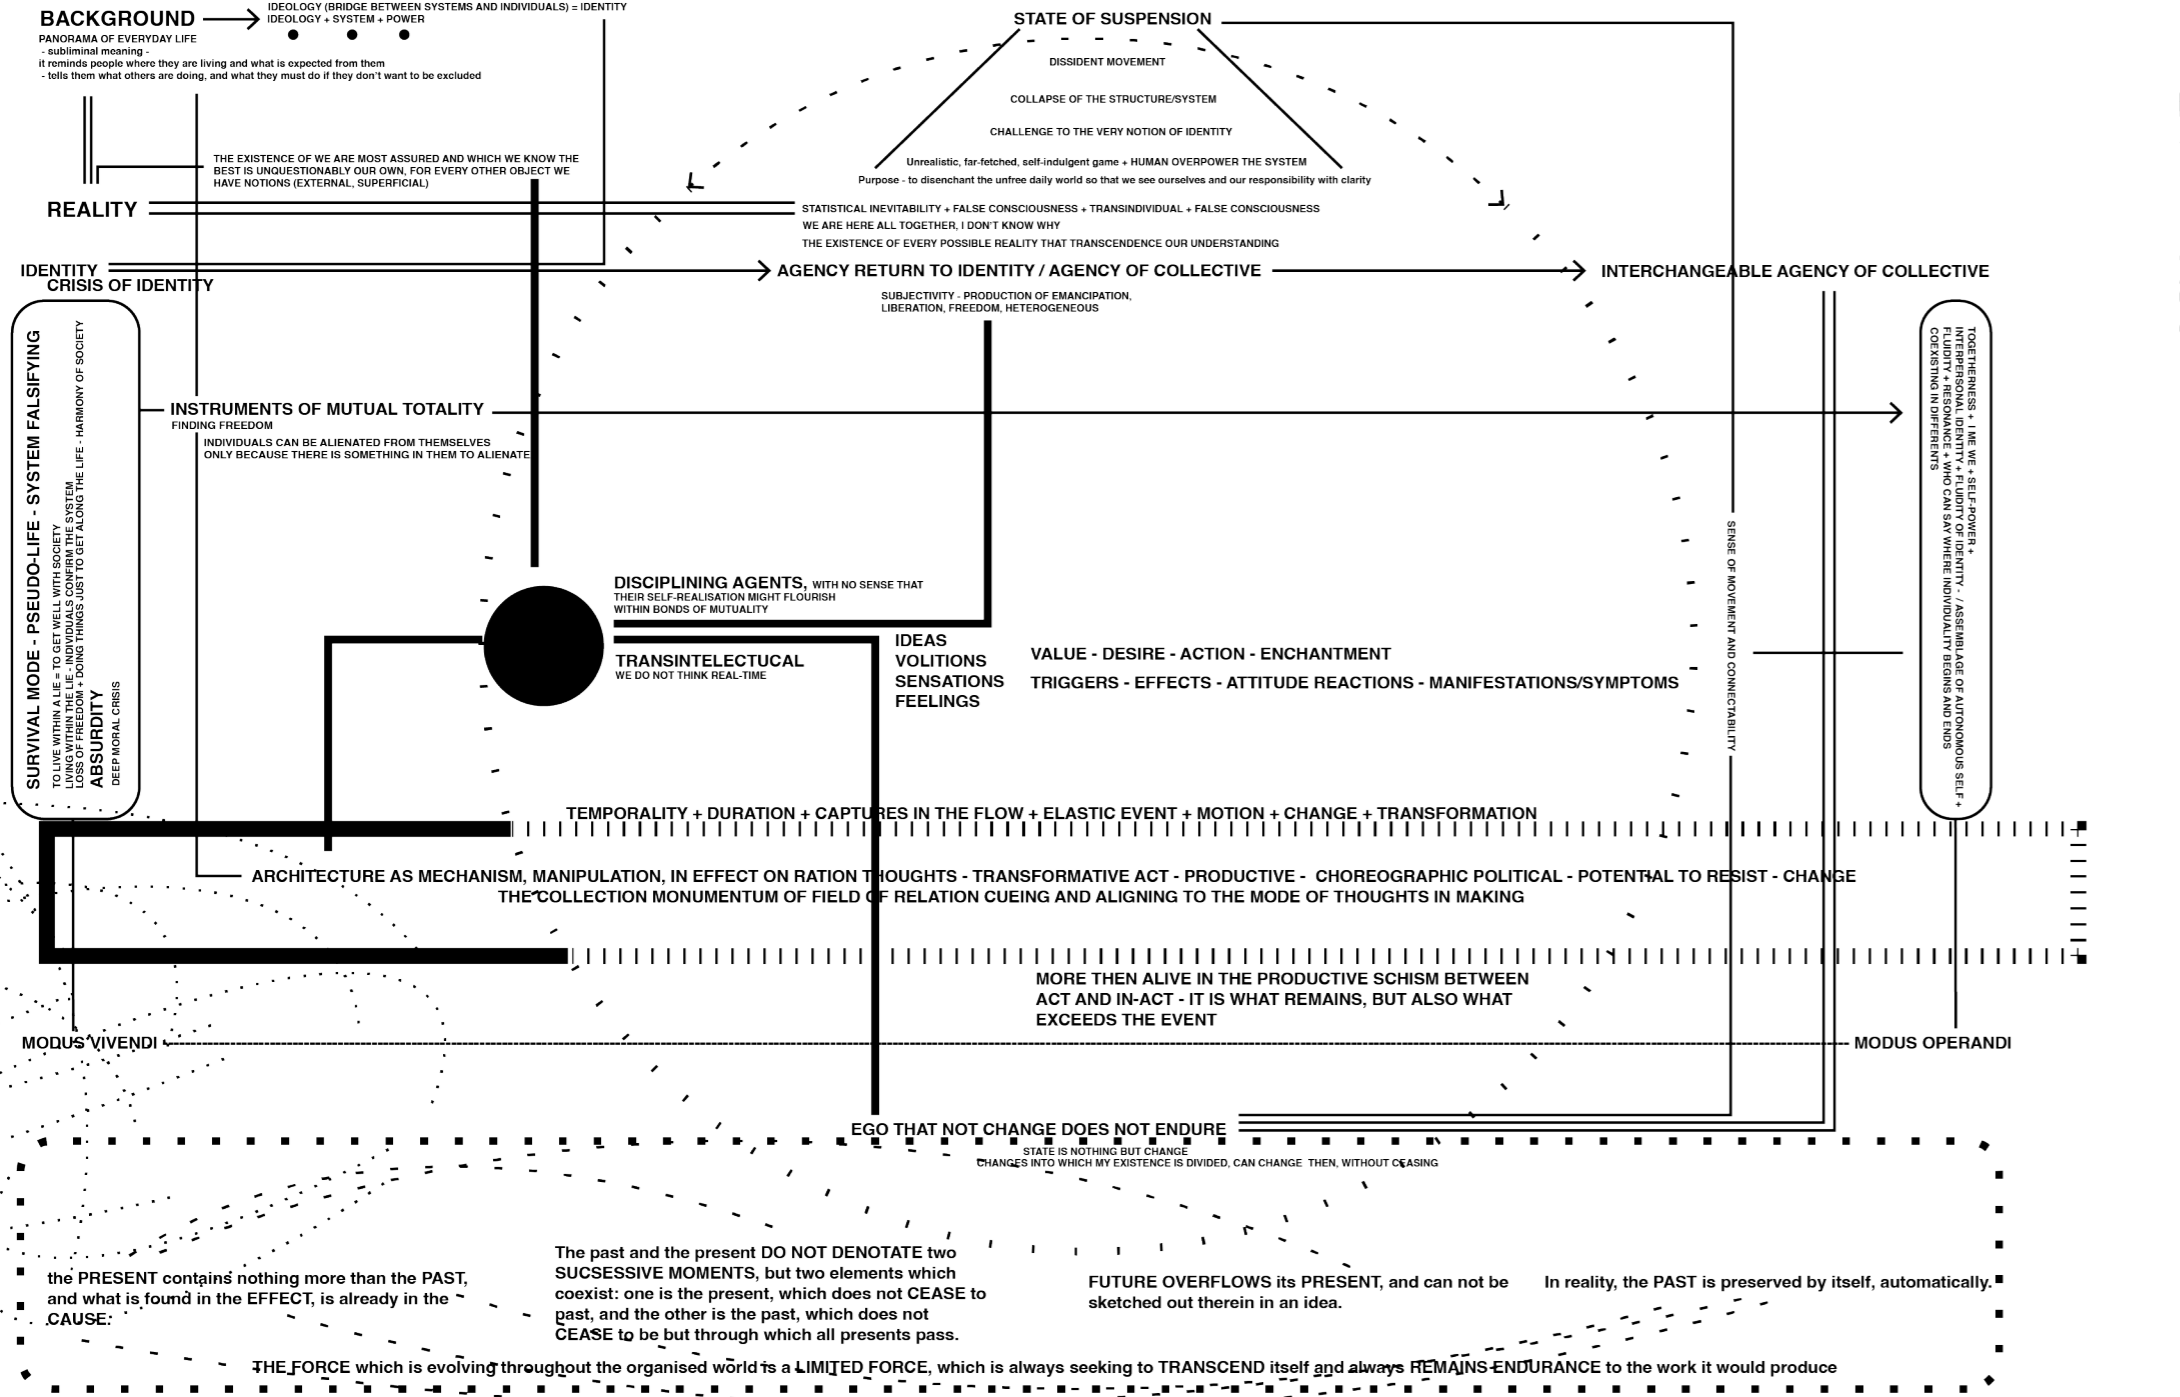 BACKGROUND
IDEOLOGY (BRIDGE BETWEEN SYSTEMS AND INDIVIDUALS) = IDENTITY
IDEOLOGY + SYSTEM + POWER
PANORAMA OF EVERYDAY LIFE
- subliminal meaning -
it reminds people where they are living and what is expected from them
- tells them what others are doing, and what they must do if they don't want to be excluded
STATE OF SUSPENSION
DISSIDENT MOVEMENT
COLLAPSE OF THE STRUCTURE/SYSTEM
CHALLENGE TO THE VERY NOTION OF IDENTITY
Unrealistic, far-fetched, self-indulgent game + HUMAN OVERPOWER THE SYSTEM
Purpose - to disenchant the unfree daily world so that we see ourselves and our responsibility with clarity
THE EXISTENCE OF WE ARE MOST ASSURED AND WHICH WE KNOW THE
BEST IS UNQUESTIONABLY OUR OWN, FOR EVERY OTHER OBJECT WE
HAVE NOTIONS (EXTERNAL, SUPERFICIAL)
REALITY
STATISTICAL INEVITABILITY + FALSE CONSCIOUSNESS + TRANSINDIVIDUAL + FALSE CONSCIOUSNESS
WE ARE HERE ALL TOGETHER, I DON'T KNOW WHY
THE EXISTENCE OF EVERY POSSIBLE REALITY THAT TRANSCENDENCE OUR UNDERSTANDING
IDENTITY
CRISIS OF IDENTITY
AGENCY RETURN TO IDENTITY / AGENCY OF COLLECTIVE
INTERCHANGEABLE AGENCY OF COLLECTIVE
SUBJECTIVITY - PRODUCTION OF EMANCIPATION,
LIBERATION, FREEDOM, HETEROGENEOUS
SURVIVAL MODE - PSEUDO-LIFE - SYSTEM FALSIFYING
TO LIVE WITHIN A LIE = TO GET WELL WITH SOCIETY
LIVING WITHIN THE LIE - INDIVIDUALS CONFIRM THE SYSTEM
LOSS OF FREEDOM + DOING THINGS JUST TO GET ALONG THE LIFE - HARMONY OF SOCIETY
ABSURDITY
DEEP MORAL CRISIS
INSTRUMENTS OF MUTUAL TOTALITY
FINDING FREEDOM
INDIVIDUALS CAN BE ALIENATED FROM THEMSELVES
ONLY BECAUSE THERE IS SOMETHING IN THEM TO ALIENATE
TOGETHERNESS + I ME WE + SELF-POWER +
INTERPERSONAL IDENTITY + FLUIDITY OF IDENTITY - / ASSEMBLAGE OF AUTONOMOUS SELF +
FLUIDITY + RESONANCE + WHO CAN SAY WHERE INDIVIDUALITY BEGINS AND ENDS
COEXISTING IN DIFFERENTS
SENSE OF MOVEMENT AND CONNECTABILITY
DISCIPLINING AGENTS, WITH NO SENSE THAT
THEIR SELF-REALISATION MIGHT FLOURISH
WITHIN BONDS OF MUTUALITY
TRANSINTELECTUCAL
WE DO NOT THINK REAL-TIME
IDEAS
VOLITIONS
SENSATIONS
FEELINGS
VALUE - DESIRE - ACTION - ENCHANTMENT
TRIGGERS - EFFECTS - ATTITUDE REACTIONS - MANIFESTATIONS/SYMPTOMS
TEMPORALITY + DURATION + CAPTURES IN THE FLOW + ELASTIC EVENT + MOTION + CHANGE + TRANSFORMATION
ARCHITECTURE AS MECHANISM, MANIPULATION, IN EFFECT ON RATION THOUGHTS - TRANSFORMATIVE ACT - PRODUCTIVE - CHOREOGRAPHIC POLITICAL - POTENTIAL TO RESIST - CHANGE
THE COLLECTION MONUMENTUM OF FIELD OF RELATION CUEING AND ALIGNING TO THE MODE OF THOUGHTS IN MAKING
MORE THEN ALIVE IN THE PRODUCTIVE SCHISM BETWEEN
ACT AND IN-ACT - IT IS WHAT REMAINS, BUT ALSO WHAT
EXCEEDS THE EVENT
MODUS VIVENDI
MODUS OPERANDI
EGO THAT NOT CHANGE DOES NOT ENDURE
STATE IS NOTHING BUT CHANGE
CHANGES INTO WHICH MY EXISTENCE IS DIVIDED, CAN CHANGE THEN, WITHOUT CEASING
the PRESENT contains nothing more than the PAST,
and what is found in the EFFECT, is already in the
CAUSE.
The past and the present DO NOT DENOTATE two
SUCSESSIVE MOMENTS, but two elements which
coexist: one is the present, which does not CEASE to
past, and the other is the past, which does not
CEASE to be but through which all presents pass.
FUTURE OVERFLOWS its PRESENT, and can not be
sketched out therein in an idea.
In reality, the PAST is preserved by itself, automatically.
THE FORCE which is evolving throughout the organised world is a LIMITED FORCE, which is always seeking to TRANSCEND itself and always REMAINS ENDURANCE to the work it would produce